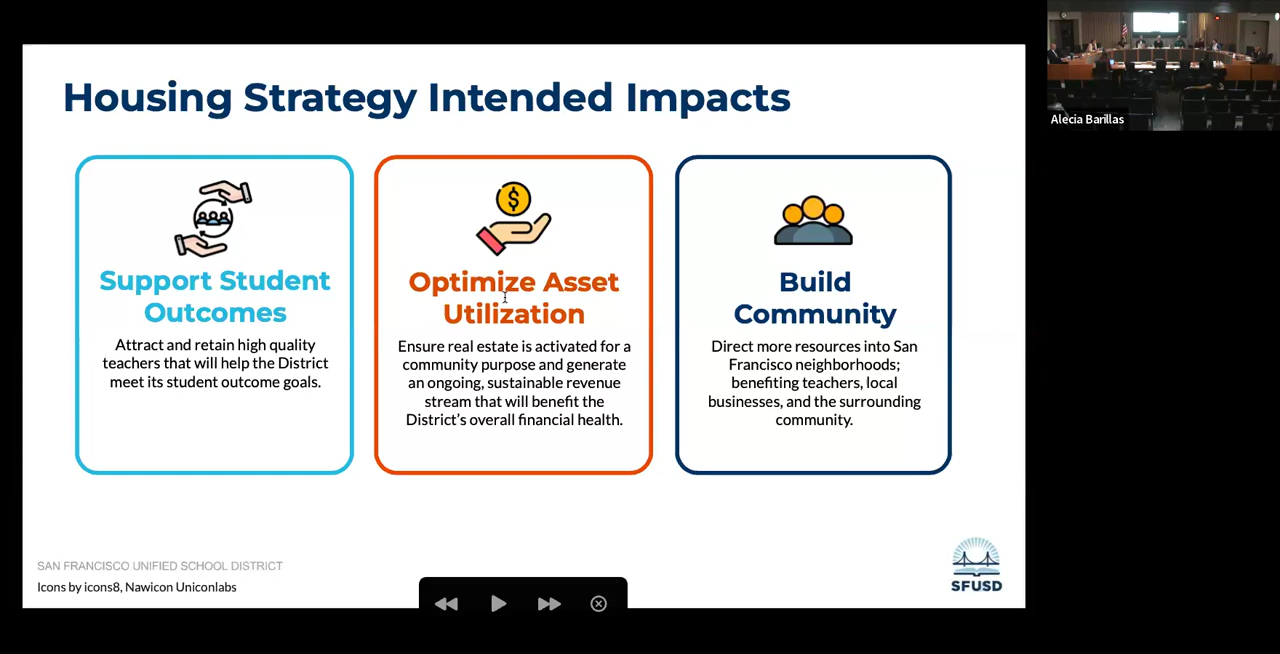 Housing Strategy Intended Impacts
Support Student
Outcomes
Attract and retain high quality
teachers that will help the District
meet its student outcome goals.
$
Optimize Asset
Utilization
Ensure real estate is activated for a
community purpose and generate
an ongoing, sustainable revenue
stream that will benefit the
District's overall financial health.
Build
Community
Direct more resources into San
Francisco neighborhoods;
benefiting teachers, local
businesses, and the surrounding
community.
SAN FRANCISCO UNIFIED SCHOOL DISTRICT
Icons by icons8, Nawicon Uniconlabs
SFUSD
Alecia Barillas